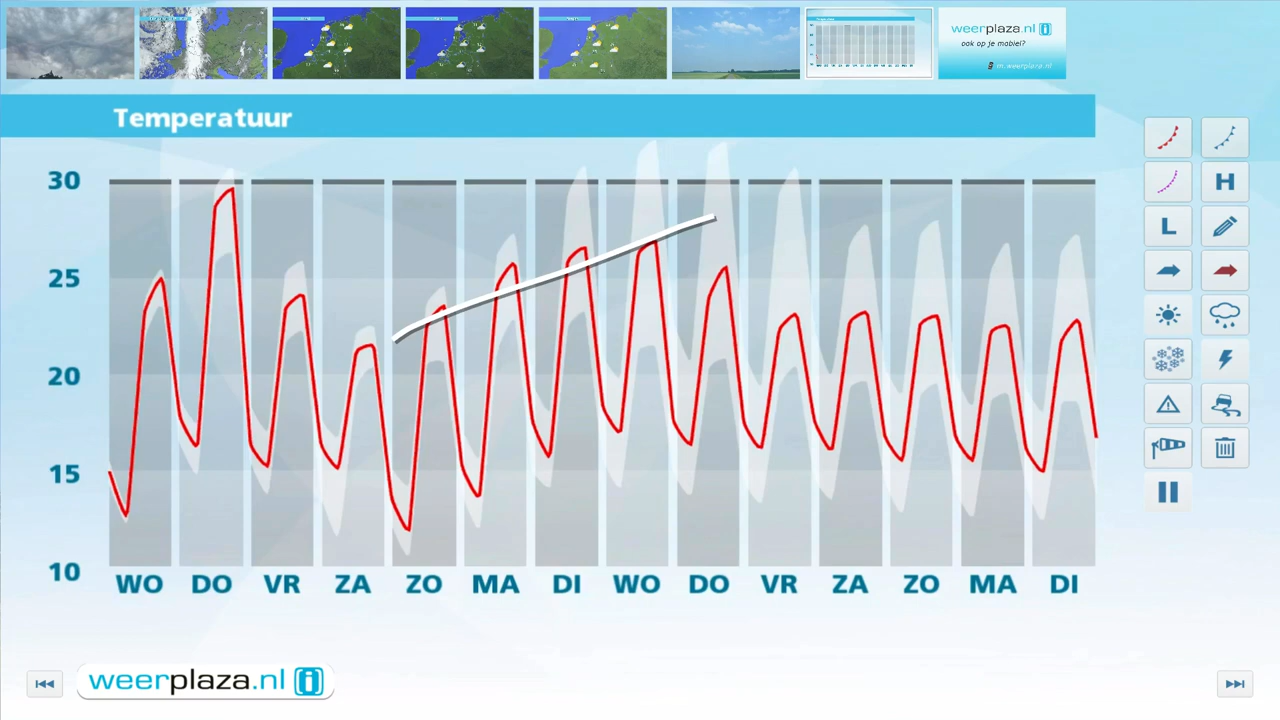 weerplaza.nl i
ook op je mobiel?
m.weerplaza.nl
Temperatuur
30
25
20
15
10
WO DO VR ZA ZO MA DI WO DO VR ZA ZO MA DI
H
L
weerplaza.nl i